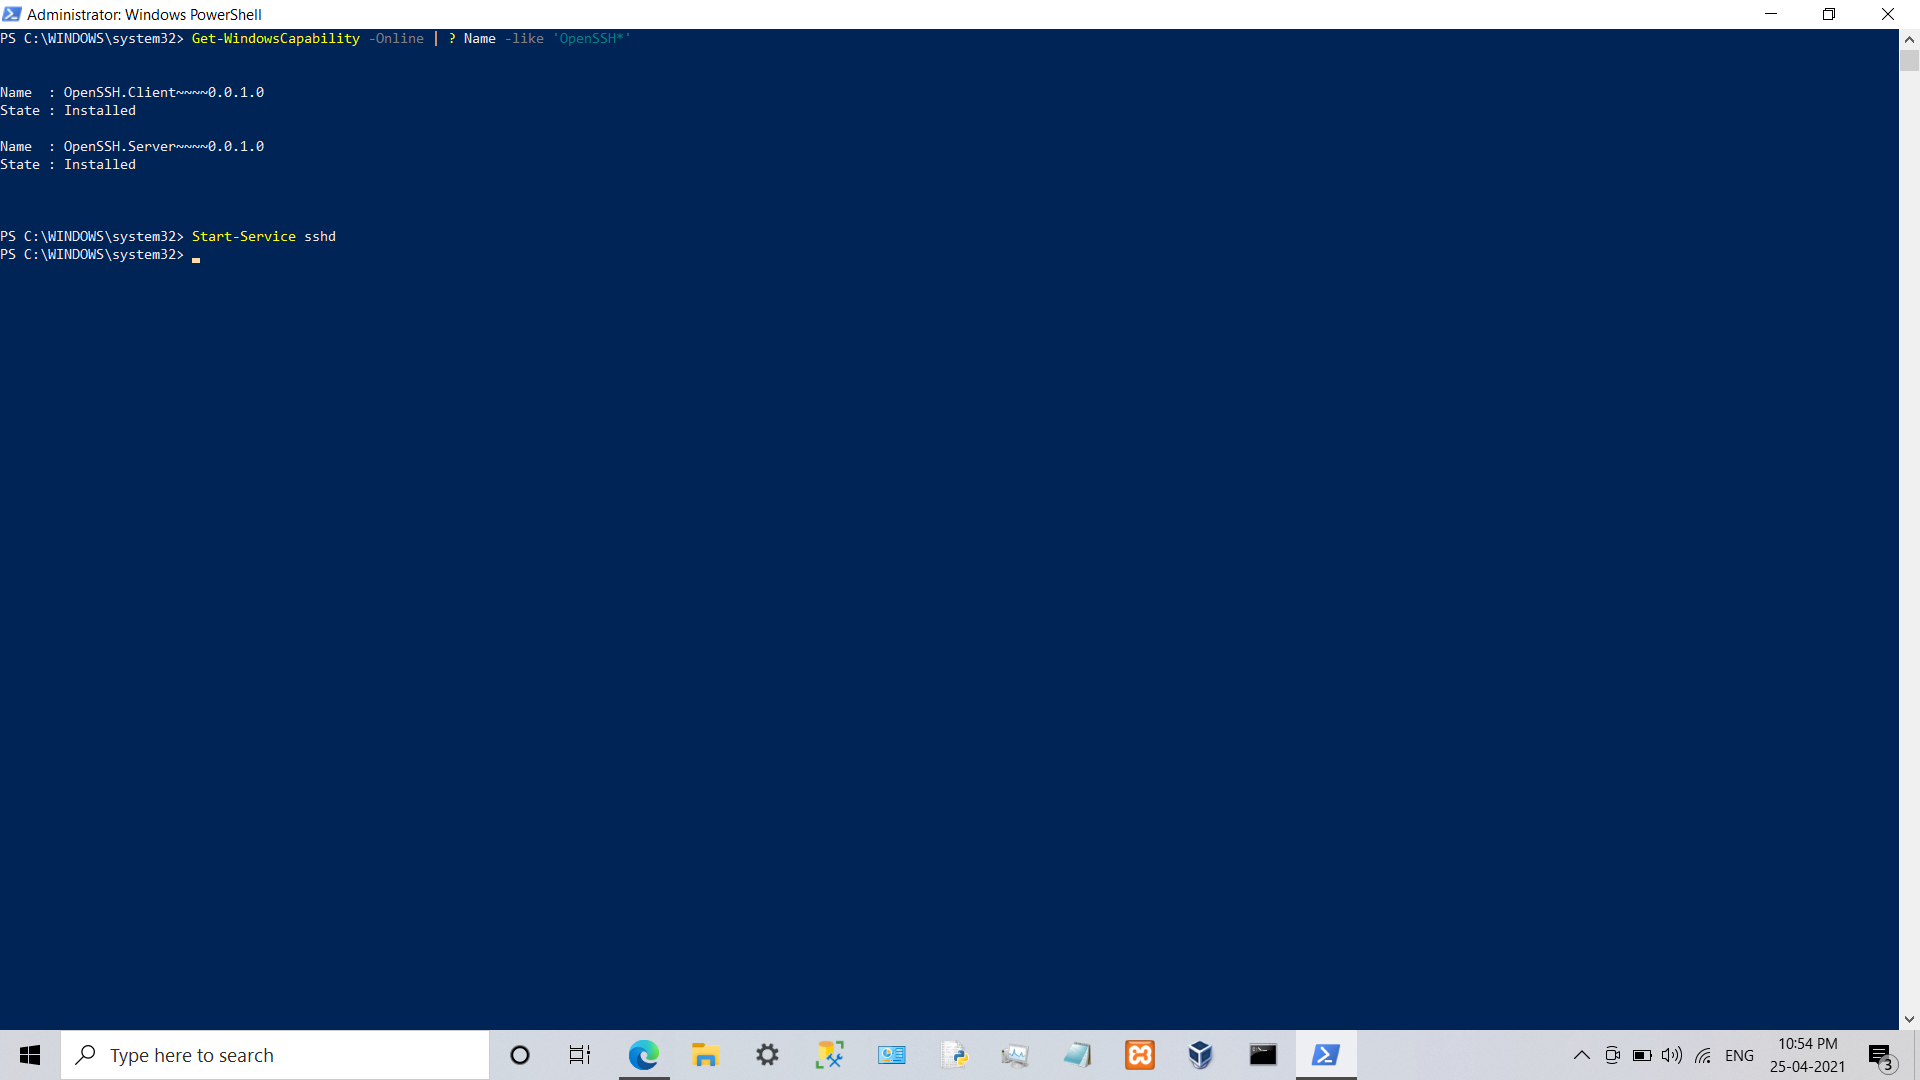 Administrator: Windows PowerShell
PS C:\WINDOWS\system32> Get-WindowsCapability -Online | ? Name -like 'OpenSSH*'
Name  : OpenSSH.Client~~~~0.0.1.0
State : Installed
Name  : OpenSSH.Server~~~~0.0.1.0
State : Installed
PS C:\WINDOWS\system32> Start-Service sshd
PS C:\WINDOWS\system32>
Type here to search
ENG
10:54 PM
25-04-2021
3